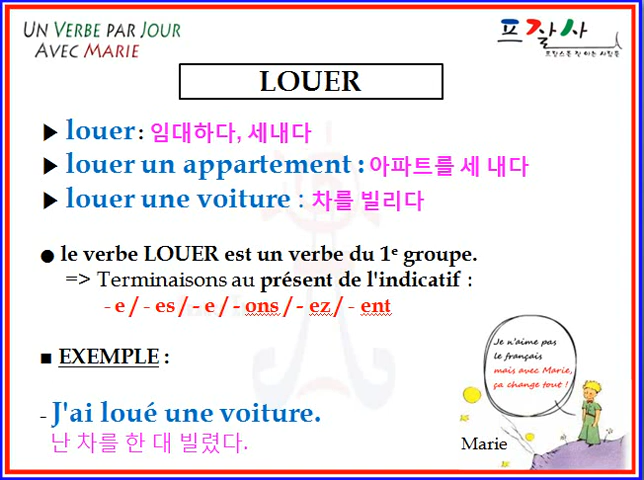 UN VERBE PAR JOUR
AVEC MARIE
프잘사
프랑스를 잘 아는 사람들
LOUER
▶ louer : 임대하다, 세내다
▶ louer un appartement : 아파트를 세 내다
▶ louer une voiture : 차를 빌리다
● le verbe LOUER est un verbe du 1e groupe.
=> Terminaisons au présent de l'indicatif :
- e / - es / - e / - ons / - ez / - ent
■ EXEMPLE :
Je n'aime pas
le français
mais avec Marie,
ça change tout !
- J'ai loué une voiture.
난 차를 한 대 빌렸다.
Marie